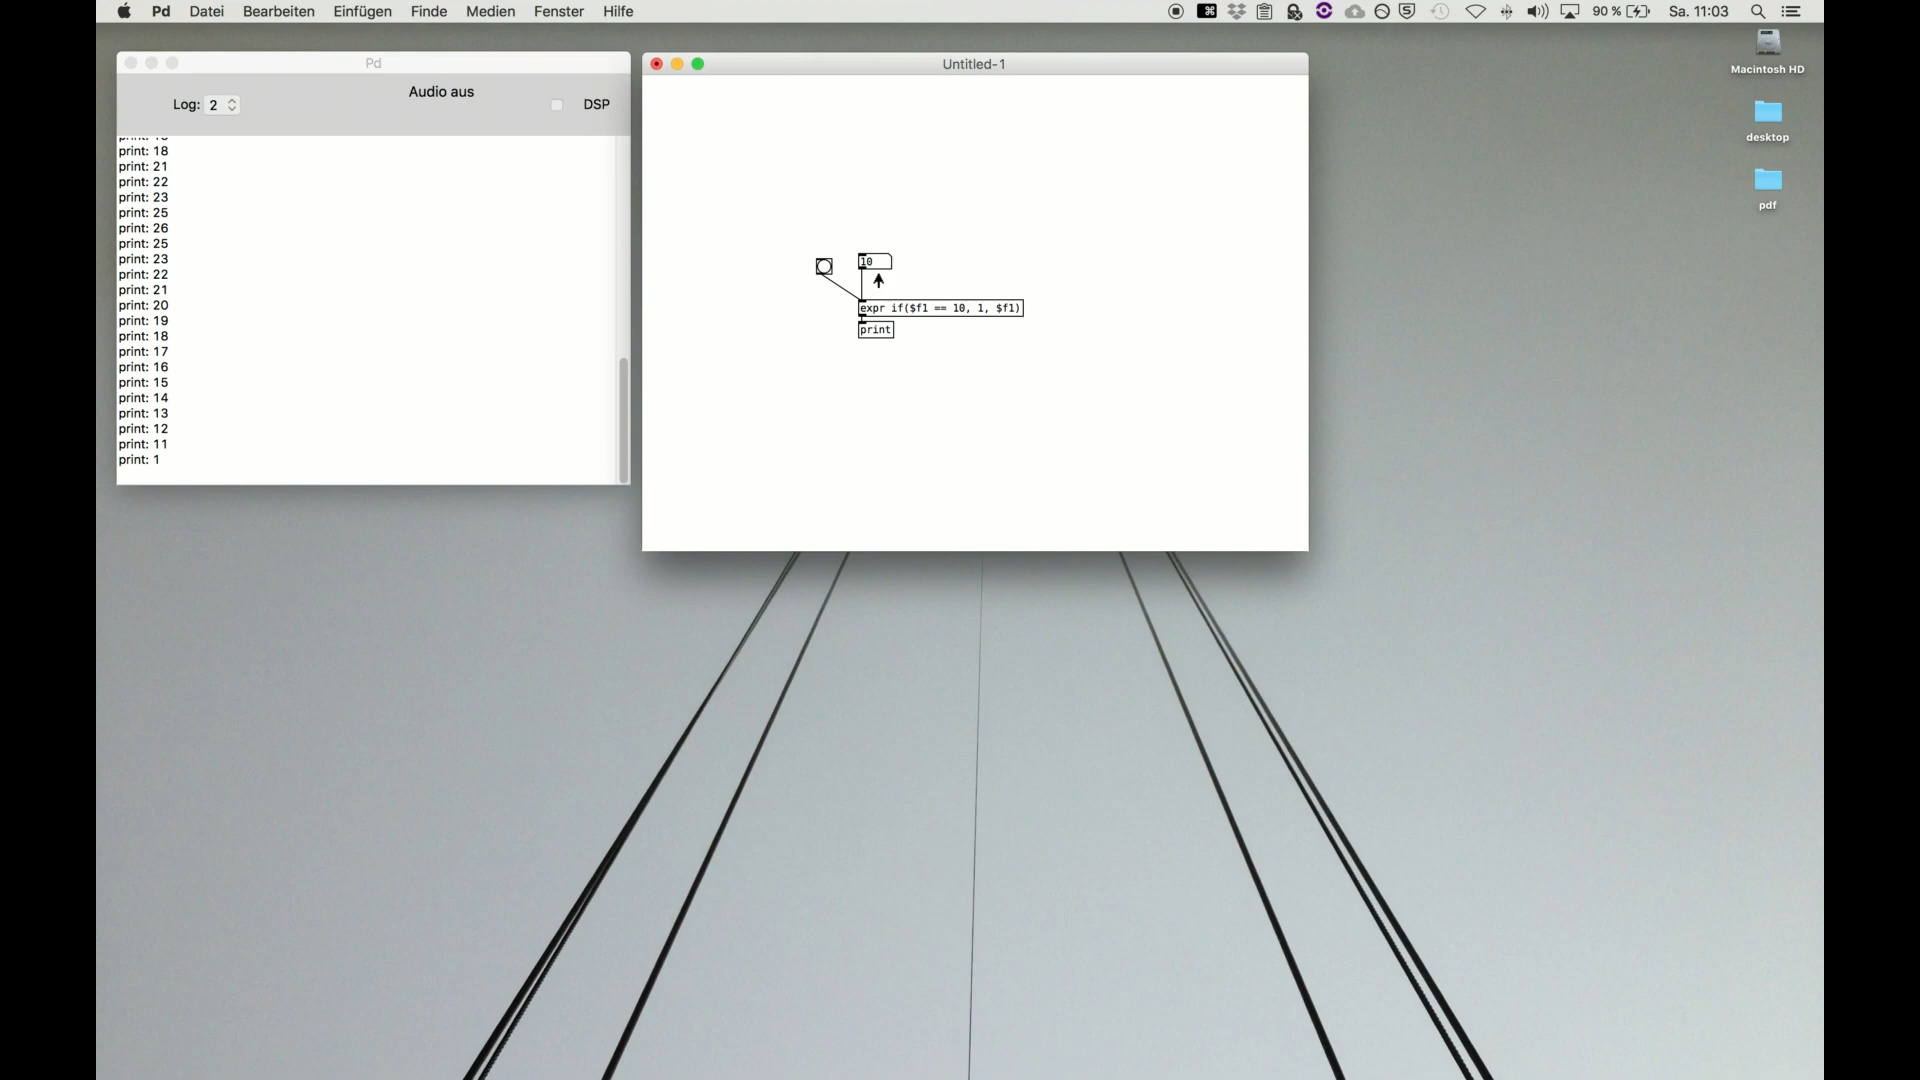 Pd Datei Bearbeiten Einfügen Finde Medien Fenster Hilfe 90 % Sa. 11:03
Pd
Audio aus
Log: 2 DSP
print: 18
print: 21
print: 22
print: 23
print: 25
print: 26
print: 25
print: 23
print: 22
print: 21
print: 20
print: 19
print: 18
print: 17
print: 16
print: 15
print: 14
print: 13
print: 12
print: 11
print: 1
Untitled-1
10
expr if($f1 == 10, 1, $f1)
print
Macintosh HD
desktop
pdf